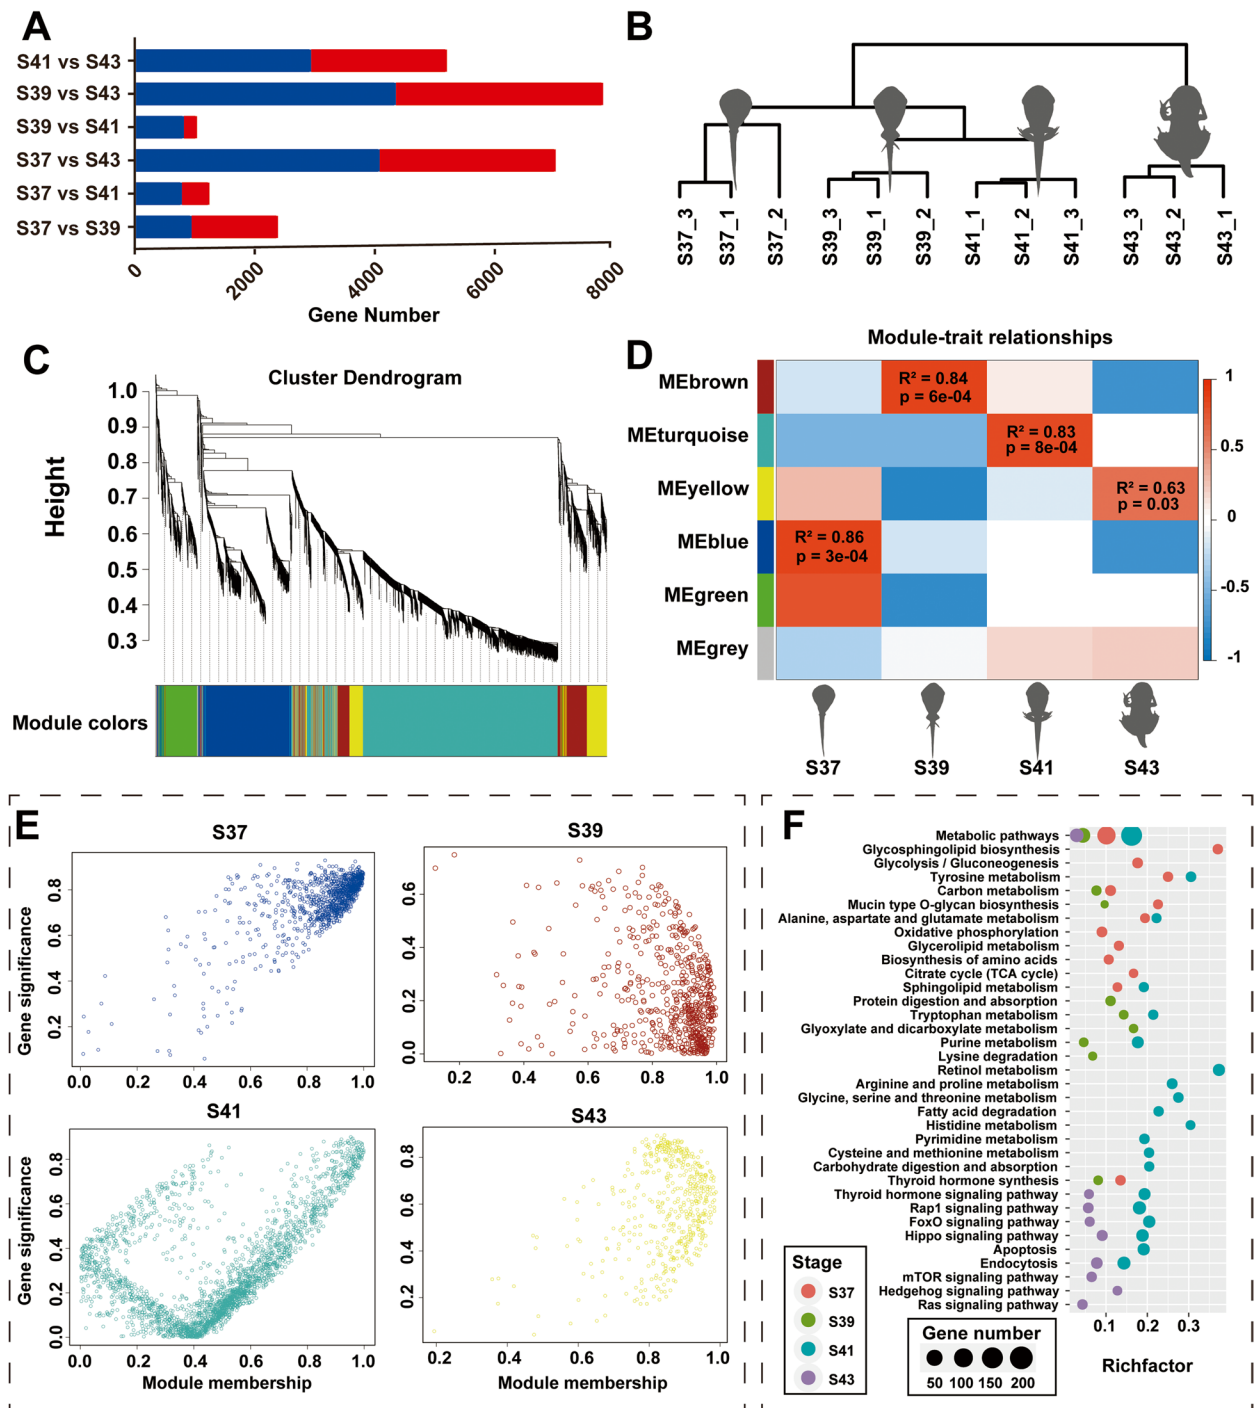 A
S41 vs S43
S39 vs S43
S39 vs S41
S37 vs S43
S37 vs S41
S37 vs S39
0
2000
4000
6000
8000
Gene Number
B
S37_3
S37_1
S37_2
S39_3
S39_1
S39_2
S41_1
S41_2
S41_3
S43_3
S43_2
S43_1
C
Cluster Dendrogram
Height
1.0
0.9
0.8
0.7
0.6
0.5
0.4
0.3
Module colors
D
Module-trait relationships
MEbrown
MEturquoise
MEyellow
MEblue
MEgreen
MEgrey
R² = 0.84
p = 6e-04
R² = 0.83
p = 8e-04
R² = 0.63
p = 0.03
R² = 0.86
p = 3e-04
1
0.5
0
-0.5
-1
S37
S39
S41
S43
E
S37
Gene significance
0.8
0.6
0.4
0.2
0.0
0.2
0.4
0.6
0.8
1.0
S39
0.6
0.4
0.2
0.0
0.2
0.4
0.6
0.8
1.0
S41
Gene significance
0.8
0.6
0.4
0.2
0.0
0.0
0.2
0.4
0.6
0.8
1.0
Module membership
S43
0.8
0.6
0.4
0.2
0.2
0.4
0.6
0.8
1.0
Module membership
F
Metabolic pathways
Glycosphingolipid biosynthesis
Glycolysis / Gluconeogenesis
Tyrosine metabolism
Carbon metabolism
Mucin type O-glycan biosynthesis
Alanine, aspartate and glutamate metabolism
Oxidative phosphorylation
Glycerolipid metabolism
Biosynthesis of amino acids
Citrate cycle (TCA cycle)
Sphingolipid metabolism
Protein digestion and absorption
Tryptophan metabolism
Glyoxylate and dicarboxylate metabolism
Purine metabolism
Lysine degradation
Retinol metabolism
Arginine and proline metabolism
Glycine, serine and threonine metabolism
Fatty acid degradation
Histidine metabolism
Pyrimidine metabolism
Cysteine and methionine metabolism
Carbohydrate digestion and absorption
Thyroid hormone synthesis
Thyroid hormone signaling pathway
Rap1 signaling pathway
FoxO signaling pathway
Hippo signaling pathway
Apoptosis
Endocytosis
mTOR signaling pathway
Hedgehog signaling pathway
Ras signaling pathway
0.1
0.2
0.3
Richfactor
Stage
S37
S39
S41
S43
Gene number
50 100 150 200